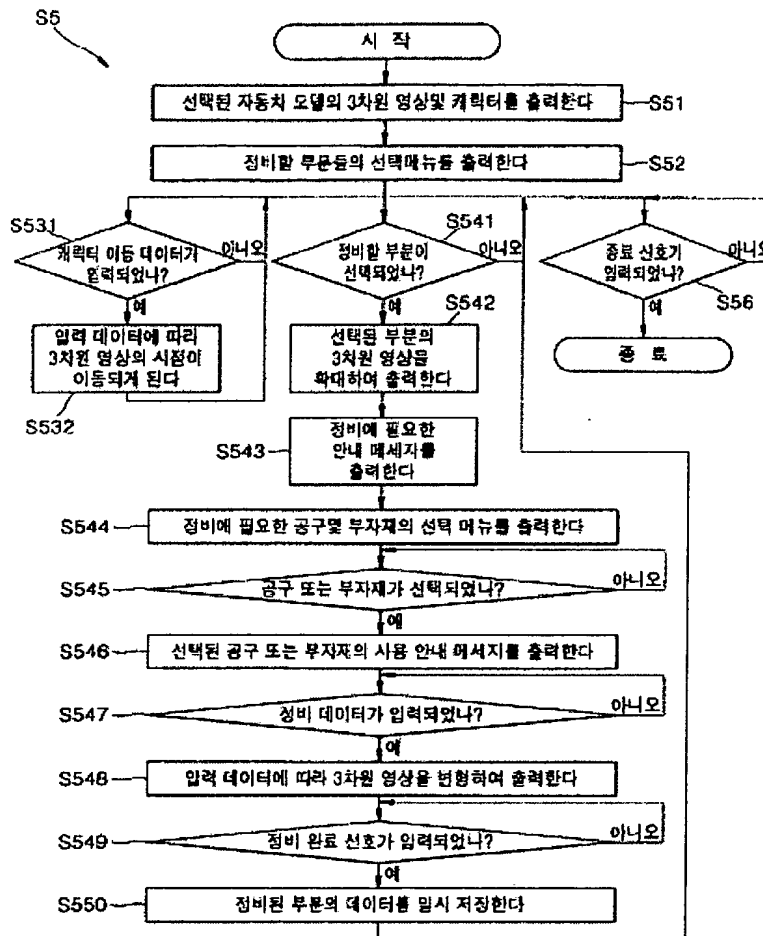 S5
시 작
선택된 자동차 모델의 3차원 영상및 캐릭터를 출력한다
S51
정비할 부분들의 선택메뉴를 출력한다
S52
S531
캐릭터 이동 데이터가
입력되었나?
아니오
예
입력 데이터에 따라
3차원 영상의 시점이
이동되게 된다
S532
S541
정비할 부분이
선택되었나?
아니오
예
S542
선택된 부분의
3차원 영상을
확대하여 출력한다
종료 신호가
입력되었나?
아니오
예
S56
종 료
S543
정비에 필요한
안내 메세지를
출력한다
S544
정비에 필요한 공구및 부자재의 선택 메뉴를 출력한다
S545
공구 또는 부자재가 선택되었나?
아니오
예
S546
선택된 공구 또는 부자재의 사용 안내 메세지를 출력한다
S547
정비 데이터가 입력되었나?
아니오
예
S548
입력 데이터에 따라 3차원 영상을 변형하여 출력한다
S549
정비 완료 신호가 입력되었나?
아니오
예
S550
정비된 부분의 데이터를 일시 저장한다